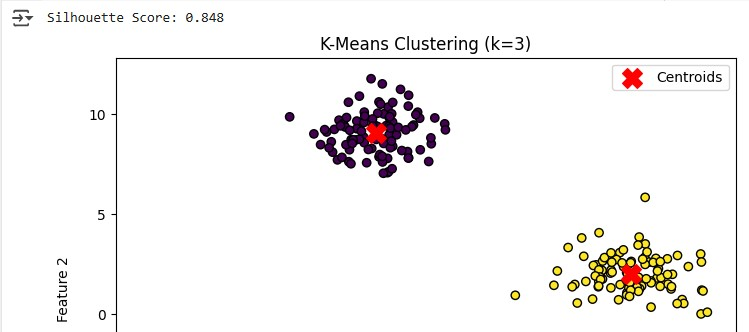 Silhouette Score: 0.848
K-Means Clustering (k=3)
Centroids
10
5
Feature 2
0